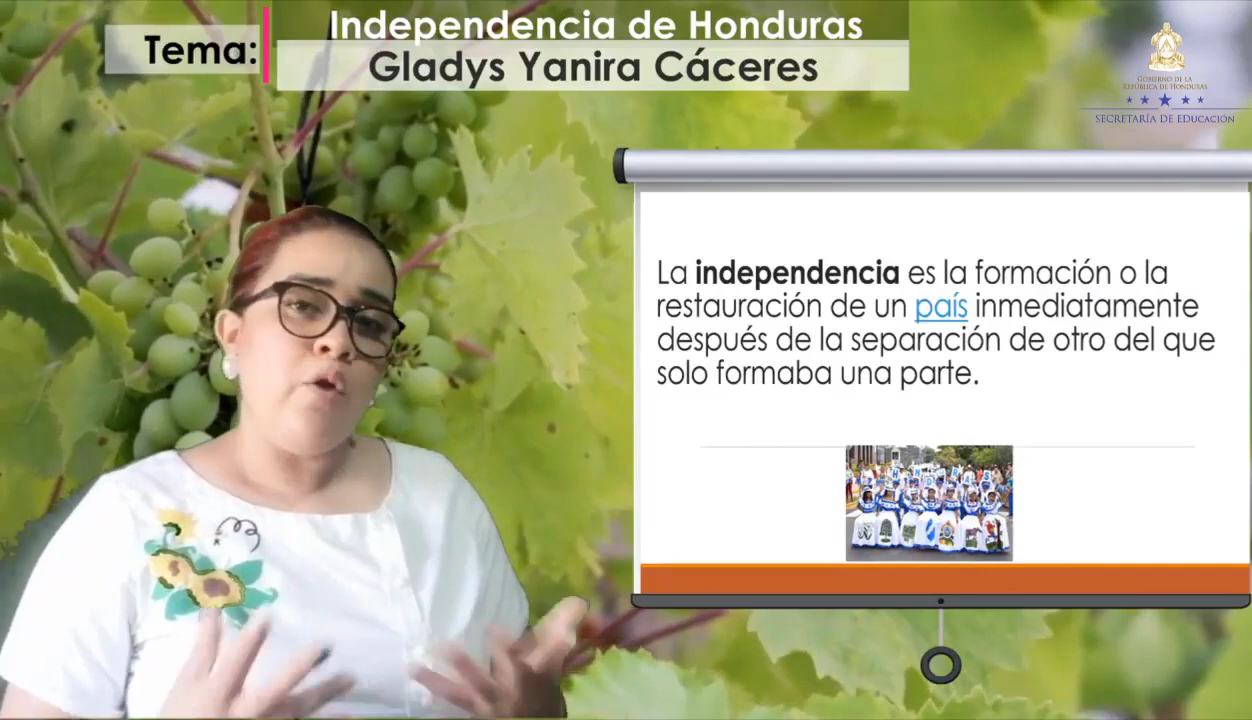 Tema:
Independencia de Honduras
Gladys Yanira Cáceres
GOBIERNO DE LA
REPÚBLICA DE HONDURAS
SECRETARÍA DE EDUCACIÓN
La independencia es la formación o la
restauración de un país inmediatamente
después de la separación de otro del que
solo formaba una parte.